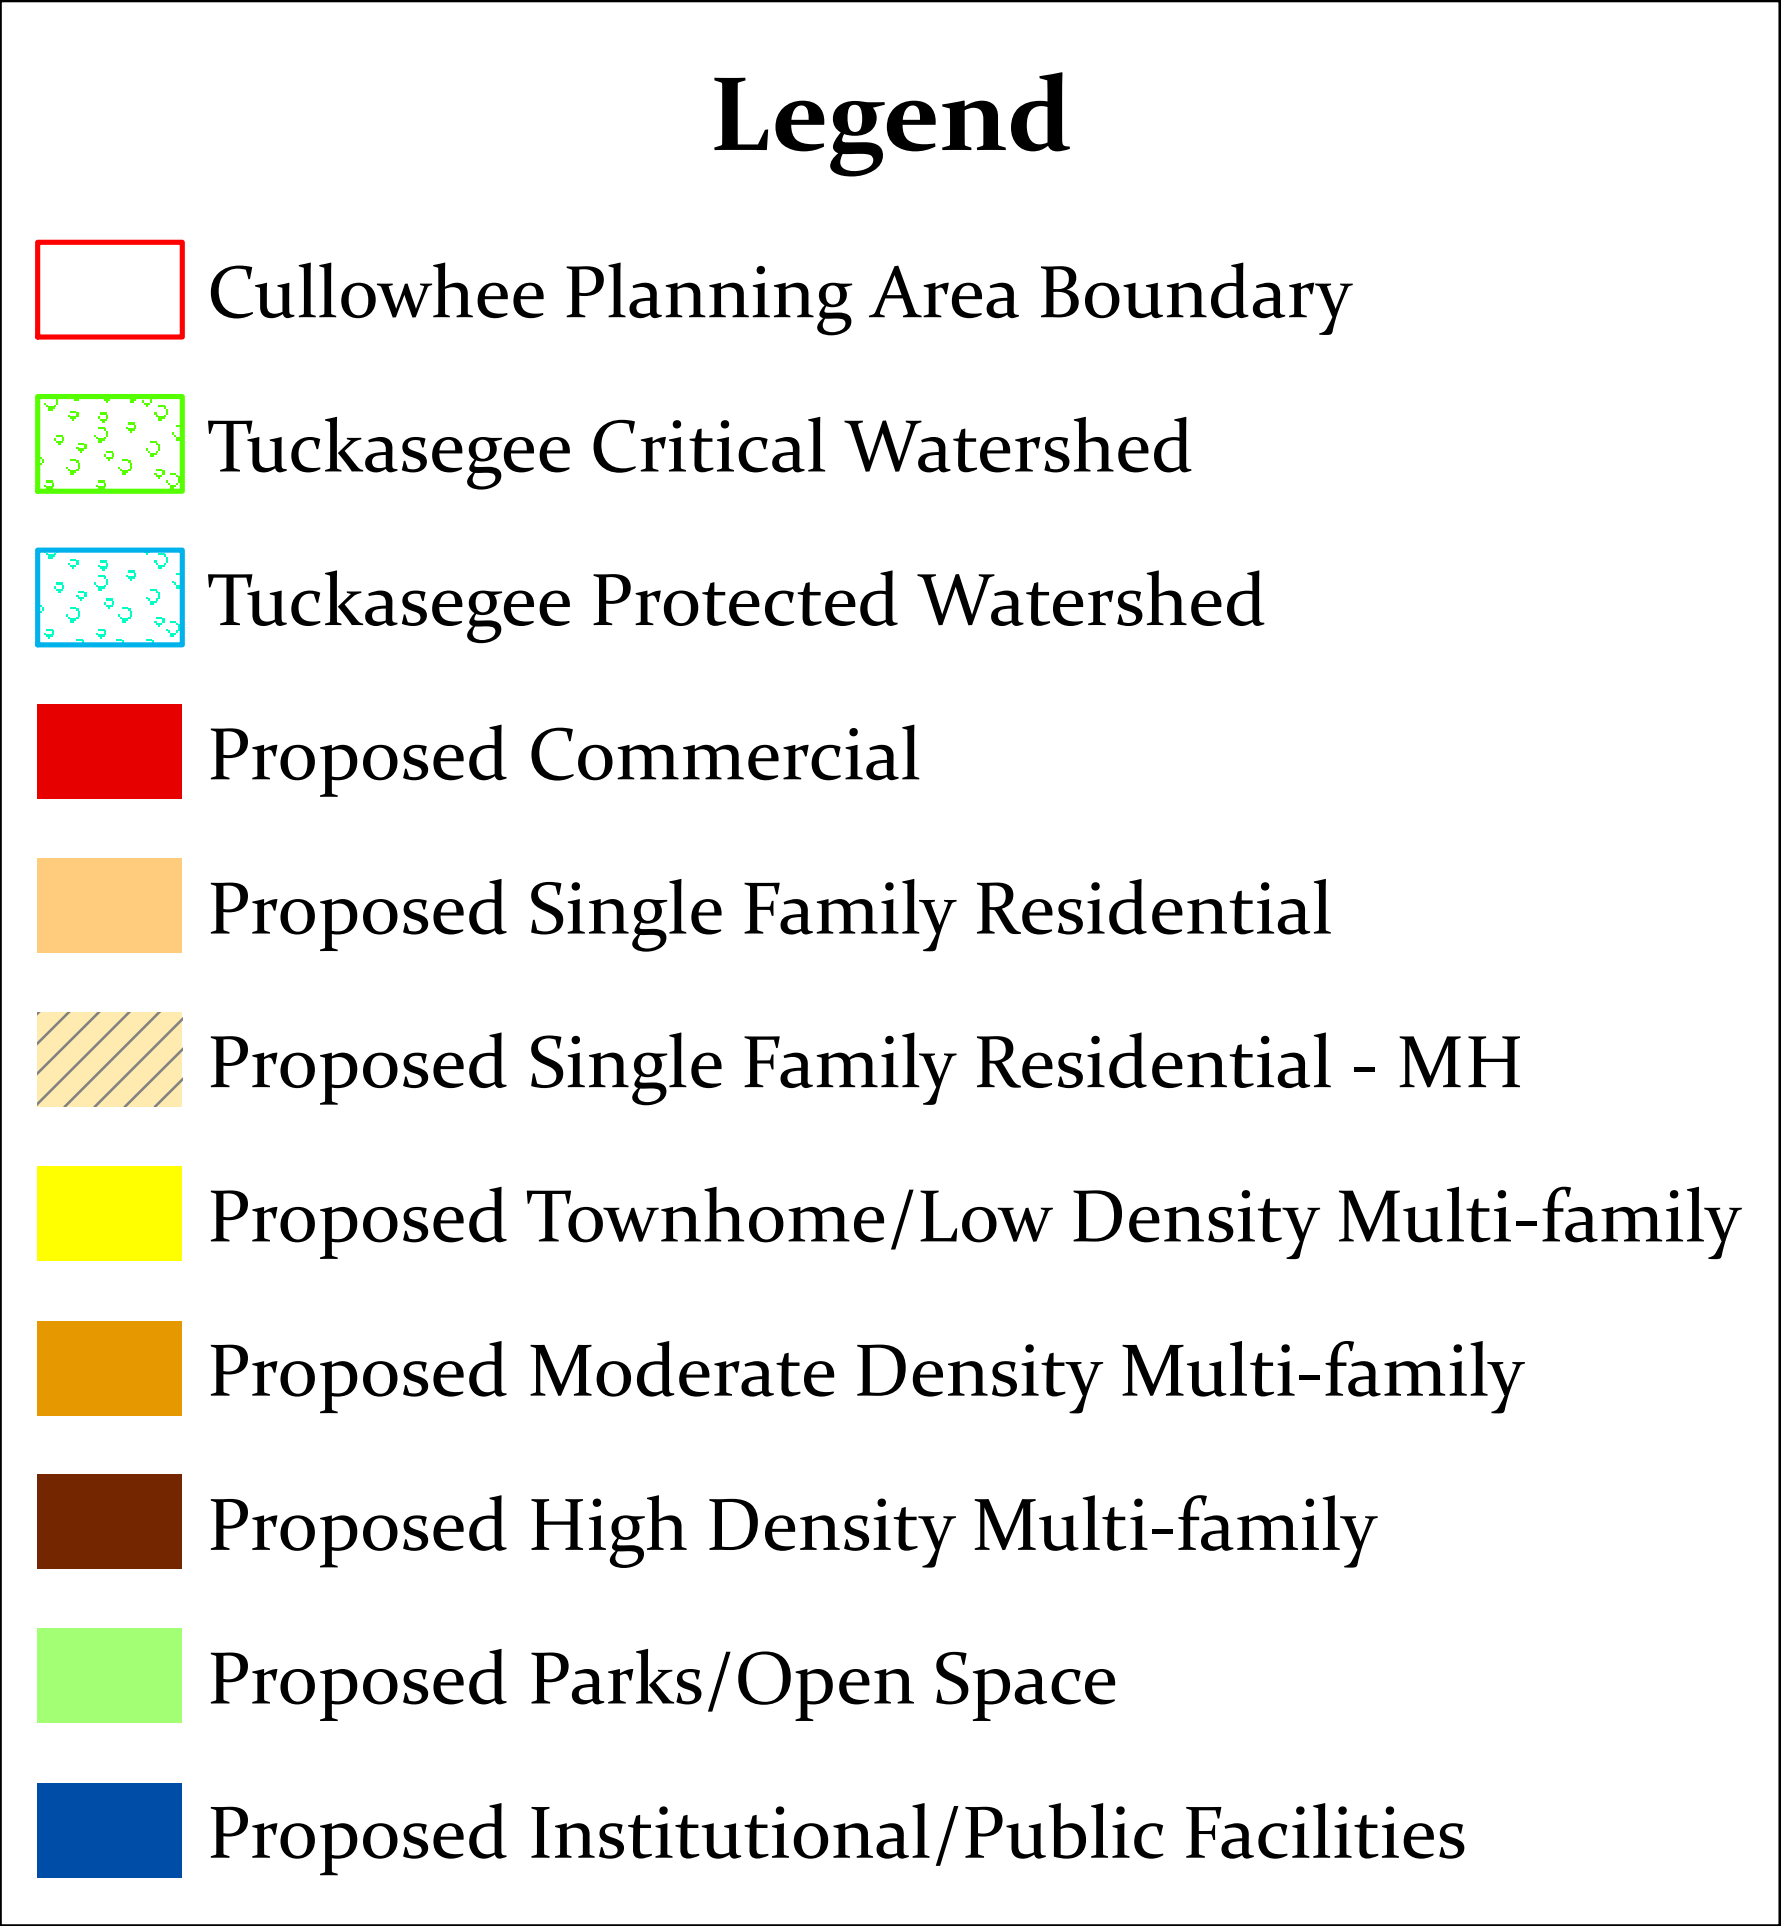 Legend
Cullowhee Planning Area Boundary
Tuckasegee Critical Watershed
Tuckasegee Protected Watershed
Proposed Commercial
Proposed Single Family Residential
Proposed Single Family Residential - MH
Proposed Townhome/Low Density Multi-family
Proposed Moderate Density Multi-family
Proposed High Density Multi-family
Proposed Parks/Open Space
Proposed Institutional/Public Facilities